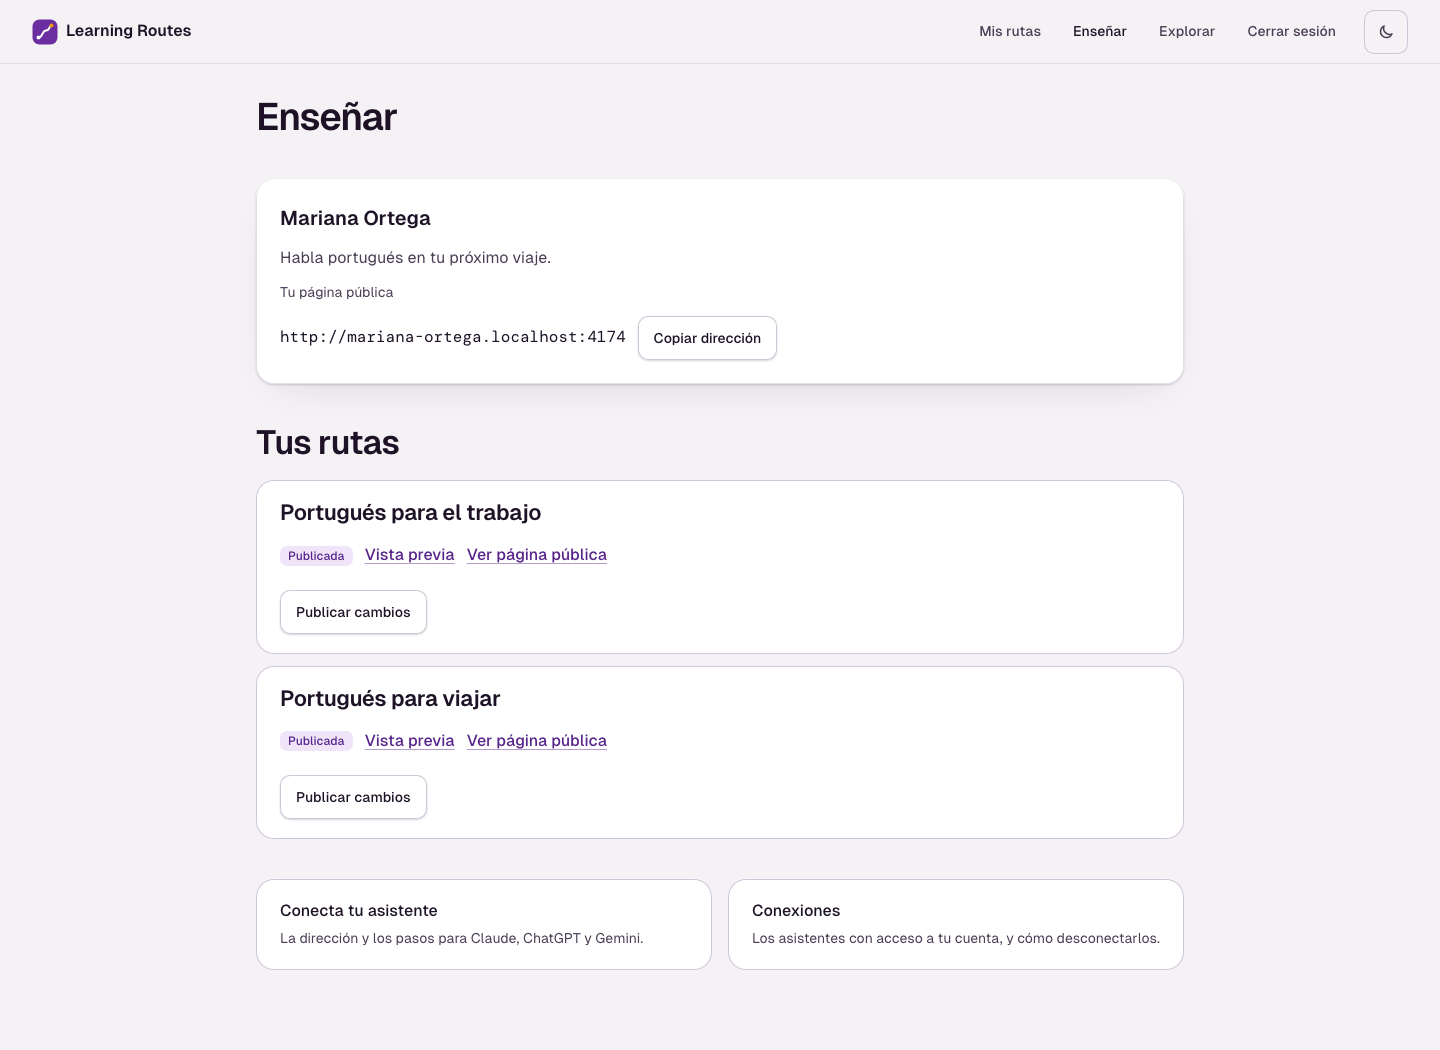 Learning Routes
Mis rutas
Enseñar
Explorar
Cerrar sesión
Enseñar
Mariana Ortega
Habla portugués en tu próximo viaje.
Tu página pública
http://mariana-ortega.localhost:4174
Copiar dirección
Tus rutas
Portugués para el trabajo
Publicada Vista previa Ver página pública
Publicar cambios
Portugués para viajar
Publicada Vista previa Ver página pública
Publicar cambios
Conecta tu asistente
La dirección y los pasos para Claude, ChatGPT y Gemini.
Conexiones
Los asistentes con acceso a tu cuenta, y cómo desconectarlos.